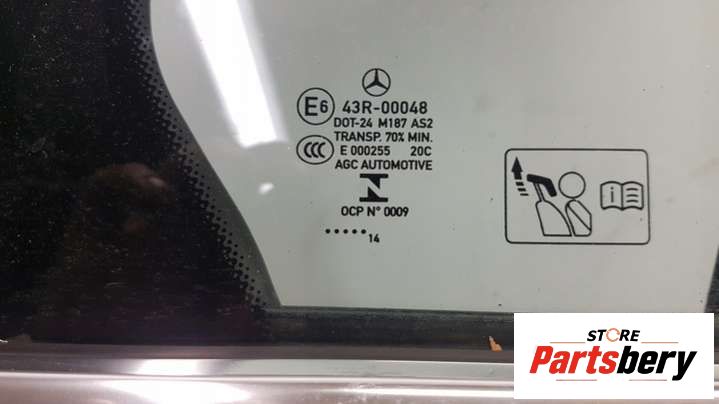 E6 43R-00048
DOT-24 M187 AS2
TRANSP. 70% MIN.
CCC E 000255 20C
AGC AUTOMOTIVE
OCP N° 0009
..... 14
i
STORE
Partsbery